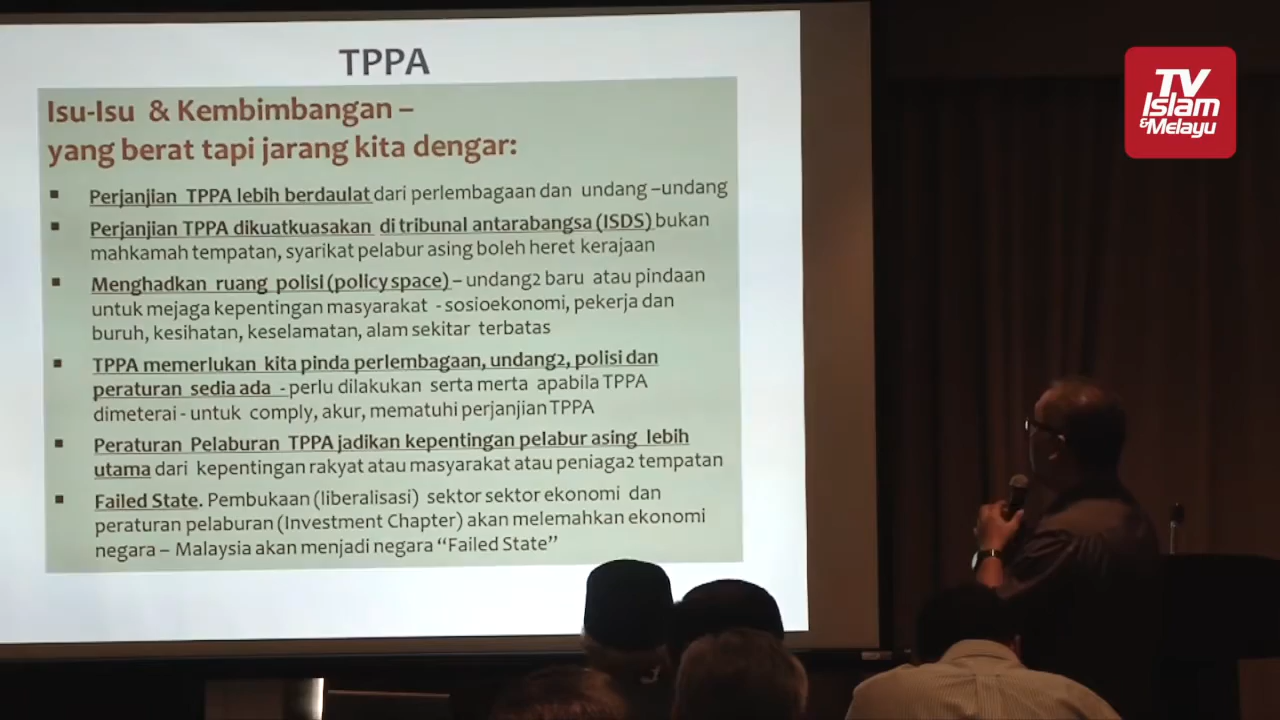 TPPA
Isu-Isu & Kembimbangan –
yang berat tapi jarang kita dengar:
▪ Perjanjian TPPA lebih berdaulat dari perlembagaan dan undang –undang
▪ Perjanjian TPPA dikuatkuasakan di tribunal antarabangsa (ISDS) bukan
mahkamah tempatan, syarikat pelabur asing boleh heret kerajaan
▪ Menghadkan ruang polisi (policy space) – undang2 baru atau pindaan
untuk mejaga kepentingan masyarakat - sosioekonomi, pekerja dan
buruh, kesihatan, keselamatan, alam sekitar terbatas
▪ TPPA memerlukan kita pinda perlembagaan, undang2, polisi dan
peraturan sedia ada - perlu dilakukan serta merta apabila TPPA
dimeterai - untuk comply, akur, mematuhi perjanjian TPPA
▪ Peraturan Pelaburan TPPA jadikan kepentingan pelabur asing lebih
utama dari kepentingan rakyat atau masyarakat atau peniaga2 tempatan
▪ Failed State. Pembukaan (liberalisasi) sektor sektor ekonomi dan
peraturan pelaburan (Investment Chapter) akan melemahkan ekonomi
negara – Malaysia akan menjadi negara “Failed State”
TV
Islam
&Melayu